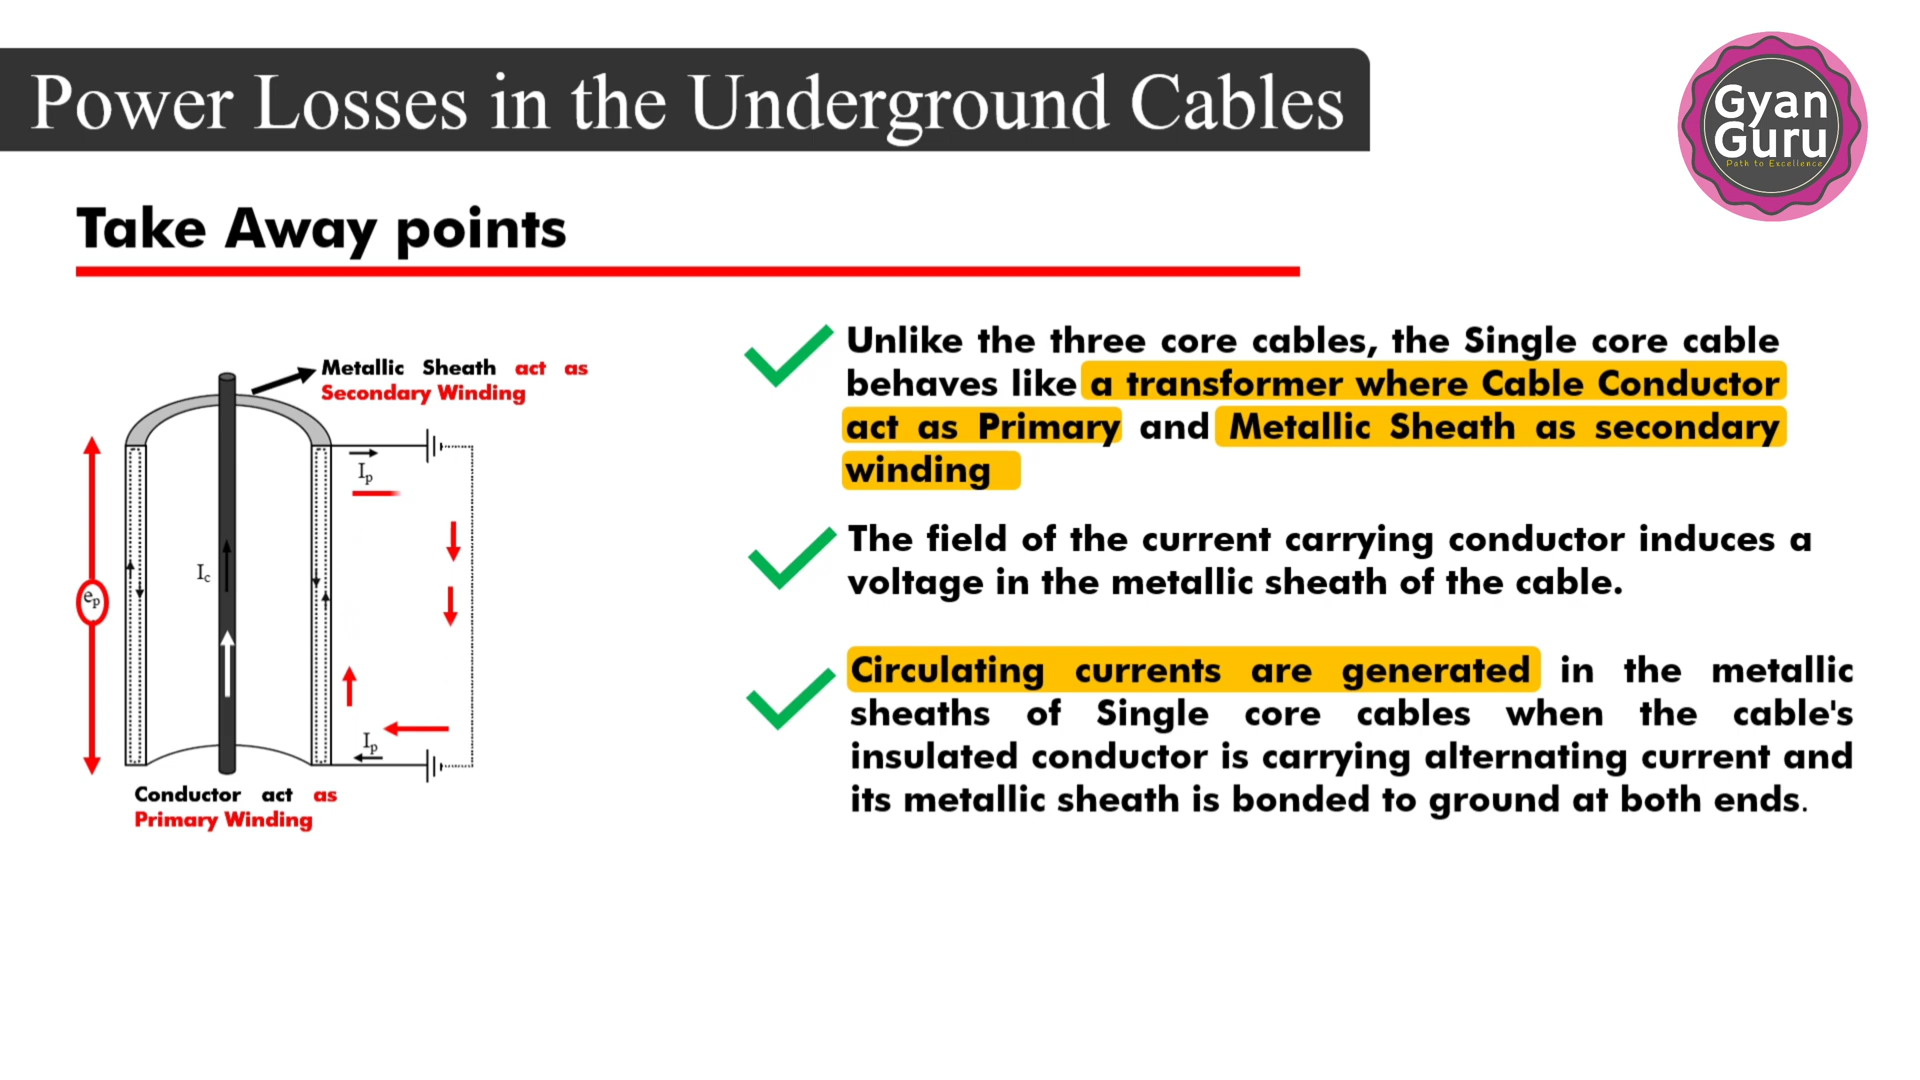 Power Losses in the Underground Cables
Gyan
Guru
Path to Excellence
Take Away points
Metallic Sheath act as
Secondary Winding
Ip
Ic
ep
Ip
Conductor act as
Primary Winding
Unlike the three core cables, the Single core cable
behaves like a transformer where Cable Conductor
act as Primary and Metallic Sheath as secondary
winding
The field of the current carrying conductor induces a
voltage in the metallic sheath of the cable.
Circulating currents are generated in the metallic
sheaths of Single core cables when the cable's
insulated conductor is carrying alternating current and
its metallic sheath is bonded to ground at both ends.